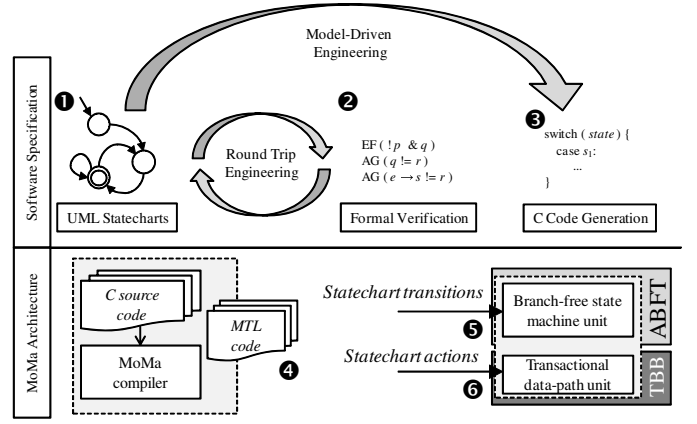 Model-Driven
Engineering
Software Specification
❶
❷
❸
EF ( ! p & q)
AG ( q != r )
AG ( e → s != r )
switch ( state ) {
case s1:
...
}
Round Trip
Engineering
UML Statecharts
Formal Verification
C Code Generation
MoMa Architecture
C source
code
MTL
code
MoMa
compiler
❹
Statechart transitions
❺
Branch-free state
machine unit
ABFT
Statechart actions
❻
Transactional
data-path unit
TBB